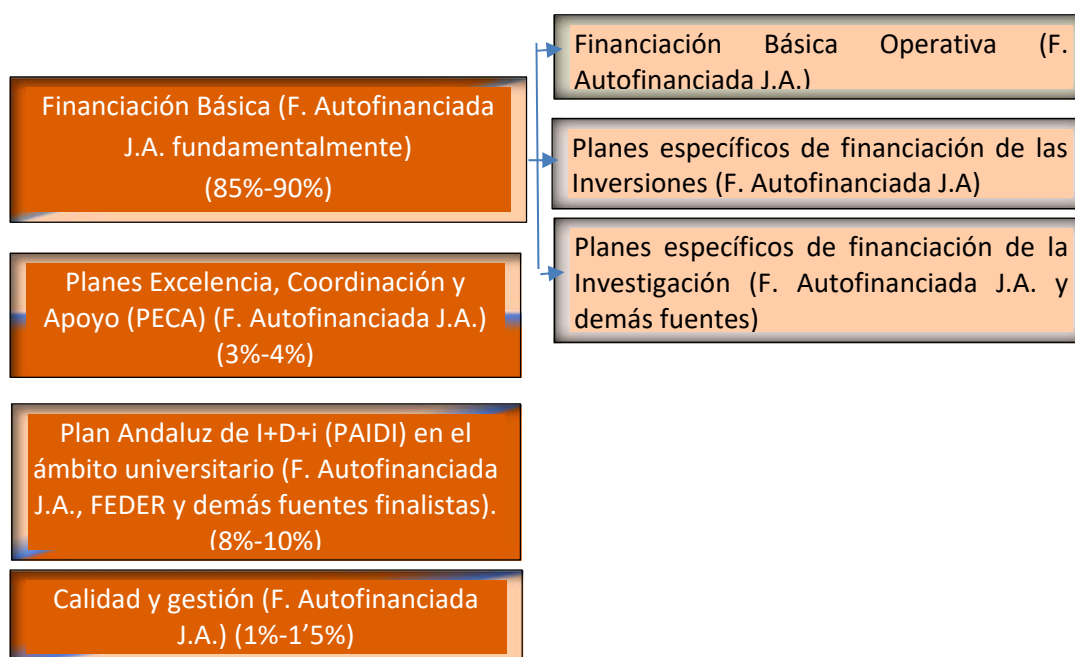 Financiación Básica (F. Autofinanciada
J.A. fundamentalmente)
(85%-90%)
Financiación Básica Operativa (F.
Autofinanciada J.A.)
Planes específicos de financiación de las
Inversiones (F. Autofinanciada J.A)
Planes específicos de financiación de la
Investigación (F. Autofinanciada J.A. y
demás fuentes)
Planes Excelencia, Coordinación y
Apoyo (PECA) (F. Autofinanciada J.A.)
(3%-4%)
Plan Andaluz de I+D+i (PAIDI) en el
ámbito universitario (F. Autofinanciada
J.A., FEDER y demás fuentes finalistas).
(8%-10%)
Calidad y gestión (F. Autofinanciada
J.A.) (1%-1’5%)